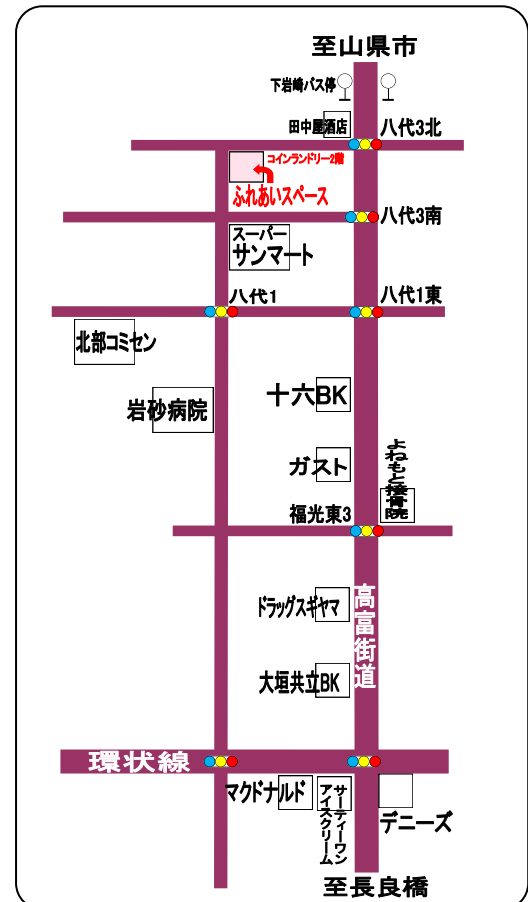 至山県市
下岩崎バス停
田中屋酒店
八代3北
コインランドリー2階
ふれあいスペース
八代3南
スーパー
サンマート
八代1
八代1東
北部コミセン
十六BK
岩砂病院
ガスト
よねもと接骨院
福光東3
ドラッグスギヤマ
高富街道
大垣共立BK
環状線
マクドナルド
サーティーワン
アイスクリーム
デニーズ
至長良橋